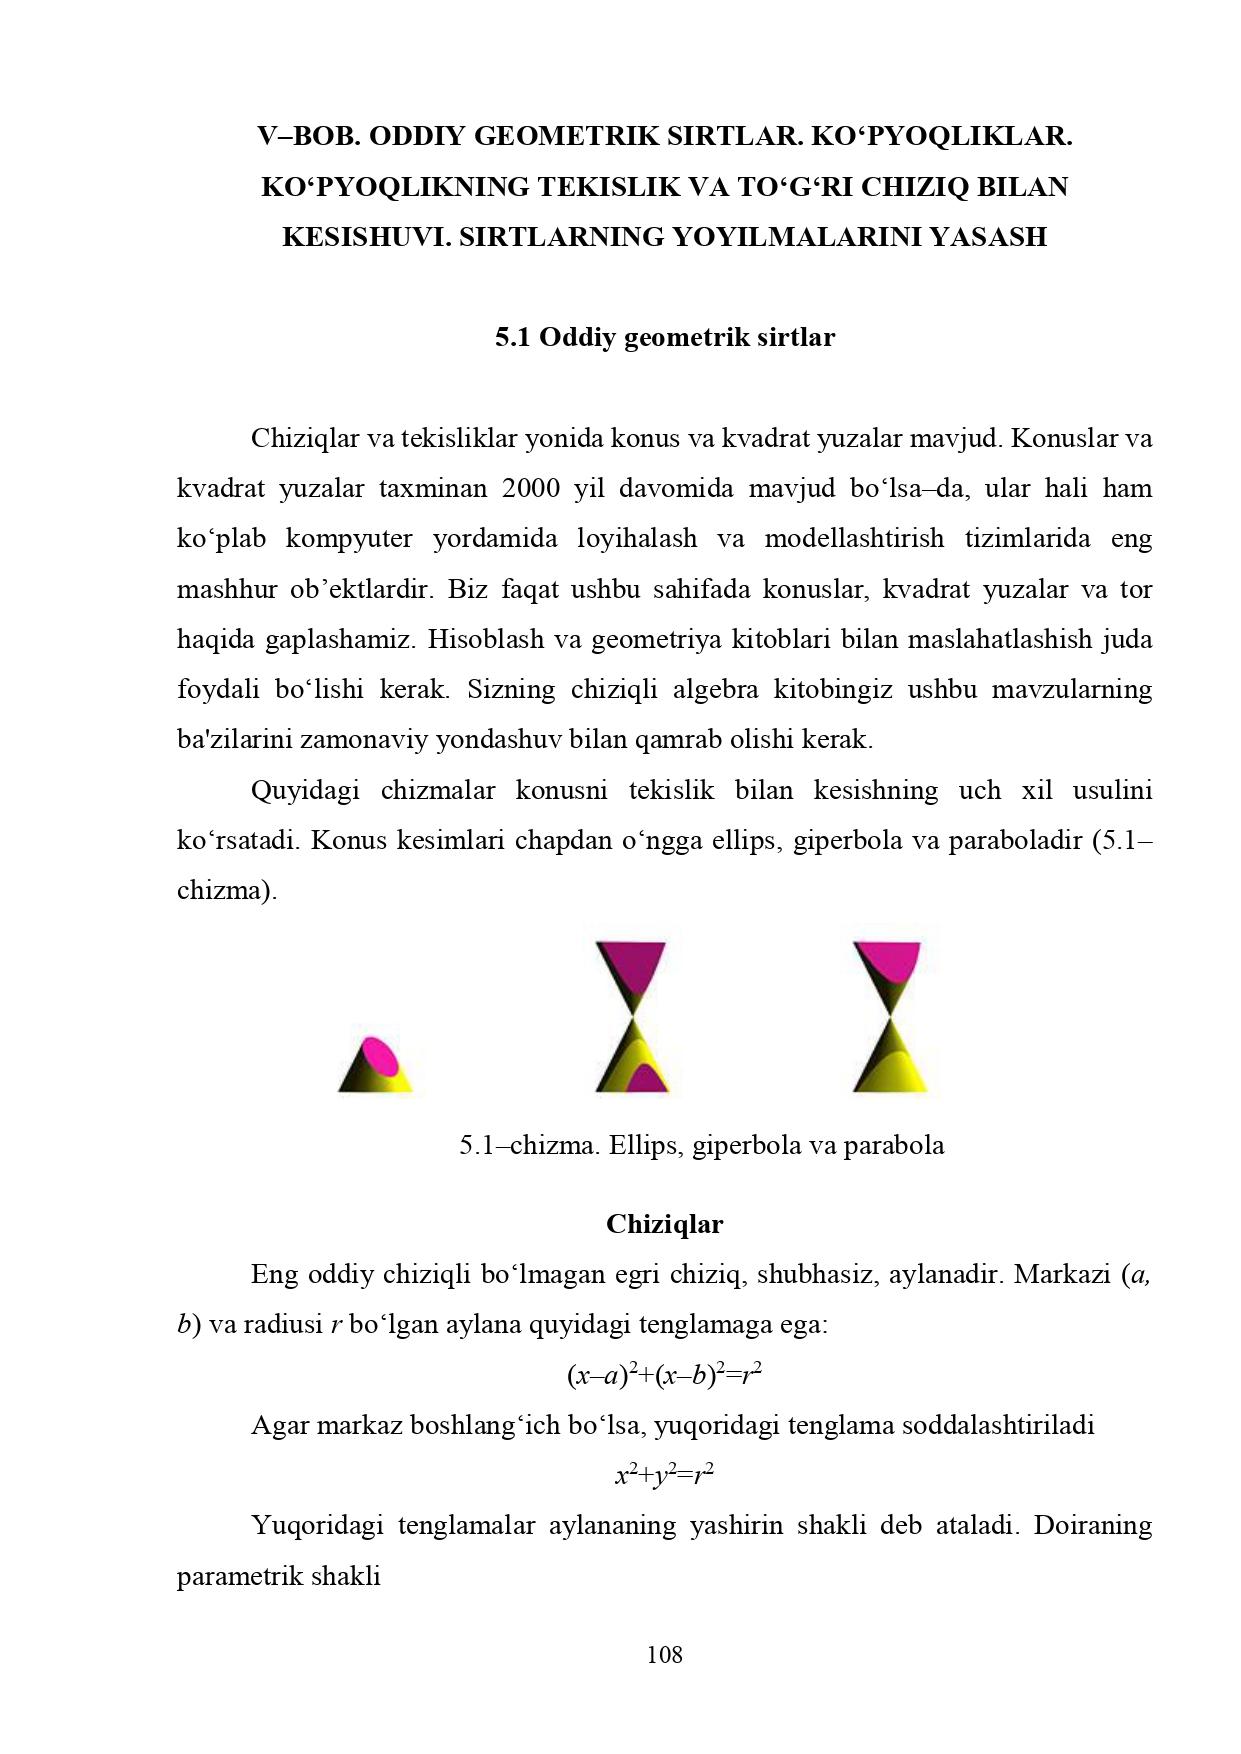 V–BOB. ODDIY GEOMETRIK SIRTLAR. KO‘PYOQLIKLAR.
KO‘PYOQLIKNING TEKISLIK VA TO‘G‘RI CHIZIQ BILAN
KESISHUVI. SIRTLARNING YOYILMALARINI YASASH
5.1 Oddiy geometrik sirtlar
Chiziqlar va tekisliklar yonida konus va kvadrat yuzalar mavjud. Konuslar va
kvadrat yuzalar taxminan 2000 yil davomida mavjud bo‘lsa–da, ular hali ham
ko‘plab kompyuter yordamida loyihalash va modellashtirish tizimlarida eng
mashhur ob’ektlardir. Biz faqat ushbu sahifada konuslar, kvadrat yuzalar va tor
haqida gaplashamiz. Hisoblash va geometriya kitoblari bilan maslahatlashish juda
foydali bo‘lishi kerak. Sizning chiziqli algebra kitobingiz ushbu mavzularning
ba'zilarini zamonaviy yondashuv bilan qamrab olishi kerak.
Quyidagi chizmalar konusni tekislik bilan kesishning uch xil usulini
ko‘rsatadi. Konus kesimlari chapdan o‘ngga ellips, giperbola va paraboladir (5.1–
chizma).
5.1–chizma. Ellips, giperbola va parabola
Chiziqlar
Eng oddiy chiziqli bo‘lmagan egri chiziq, shubhasiz, aylanadir. Markazi (a,
b) va radiusi r bo‘lgan aylana quyidagi tenglamaga ega:
(x–a)²+(x–b)²=r²
Agar markaz boshlang‘ich bo‘lsa, yuqoridagi tenglama soddalashtiriladi
x²+y²=r²
Yuqoridagi tenglamalar aylananing yashirin shakli deb ataladi. Doiraning
parametrik shakli
108